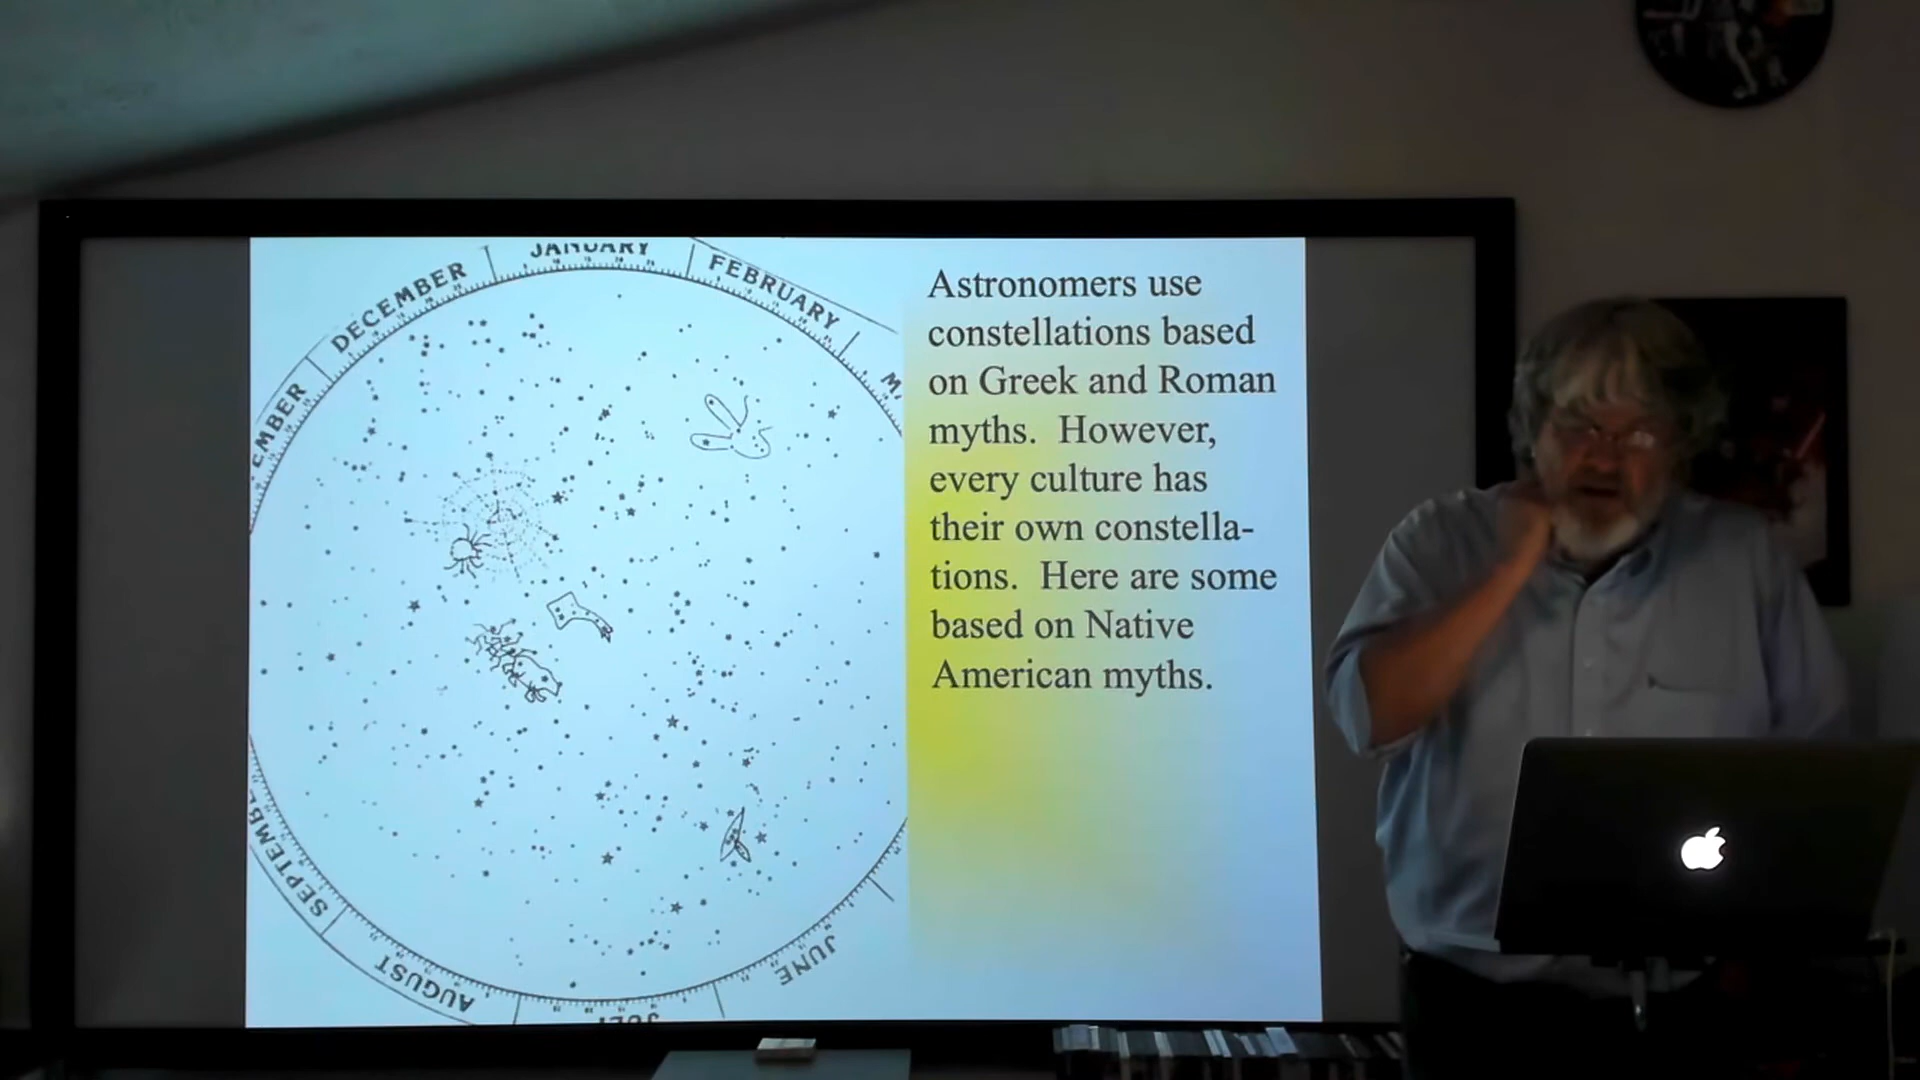 JANUARY
FEBRUARY
DECEMBER
EMBER
SEPTEMB
AUGUST
JUNE
Astronomers use
constellations based
on Greek and Roman
myths. However,
every culture has
their own constella-
tions. Here are some
based on Native
American myths.